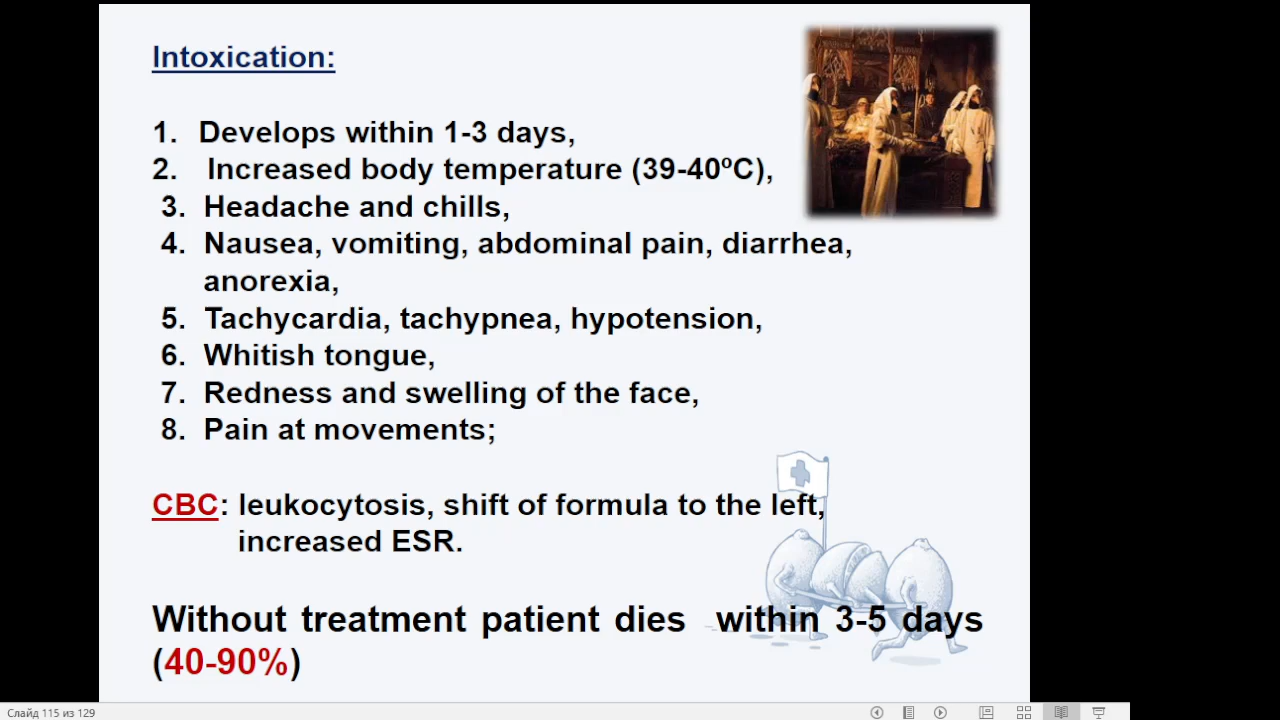 Intoxication:
1. Develops within 1-3 days,
2. Increased body temperature (39-40ºC),
3. Headache and chills,
4. Nausea, vomiting, abdominal pain, diarrhea,
anorexia,
5. Tachycardia, tachypnea, hypotension,
6. Whitish tongue,
7. Redness and swelling of the face,
8. Pain at movements;
CBC: leukocytosis, shift of formula to the left,
increased ESR.
Without treatment patient dies within 3-5 days
(40-90%)
Слайд 115 из 129